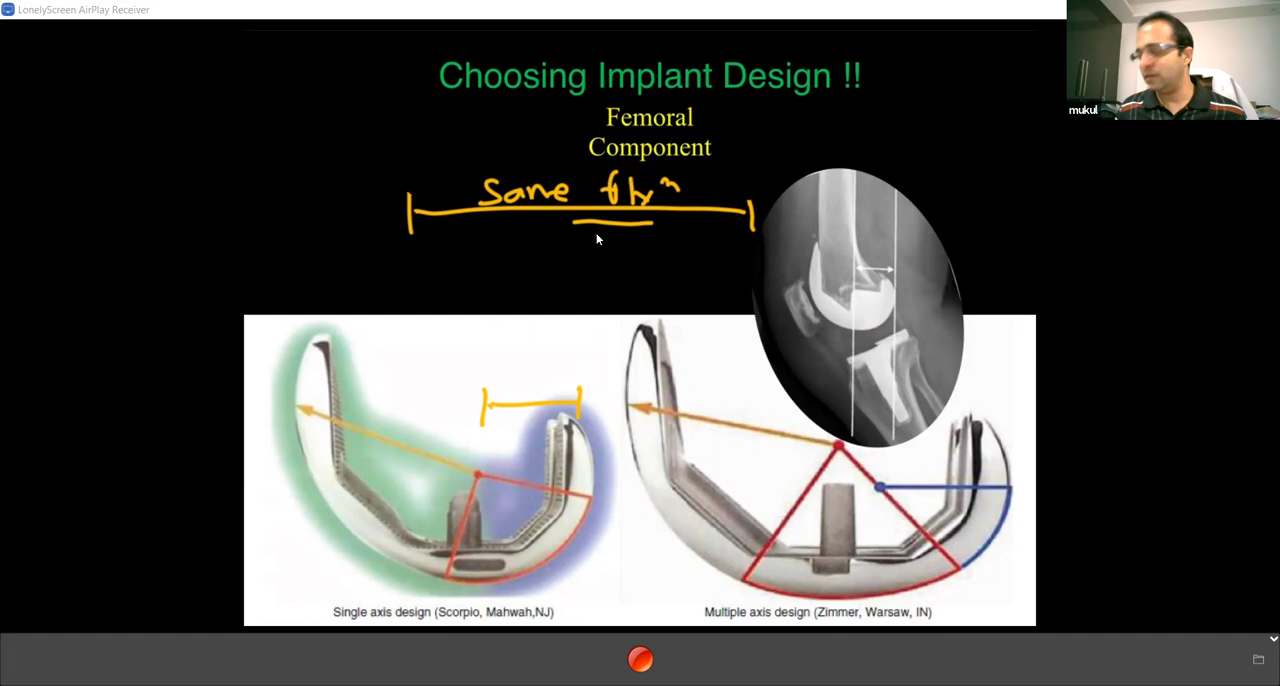 LonelyScreen AirPlay Receiver
mukul
Choosing Implant Design !!
Femoral
Component
Same
Single axis design (Scorpio, Mahwah,NJ)
Multiple axis design (Zimmer, Warsaw, IN)